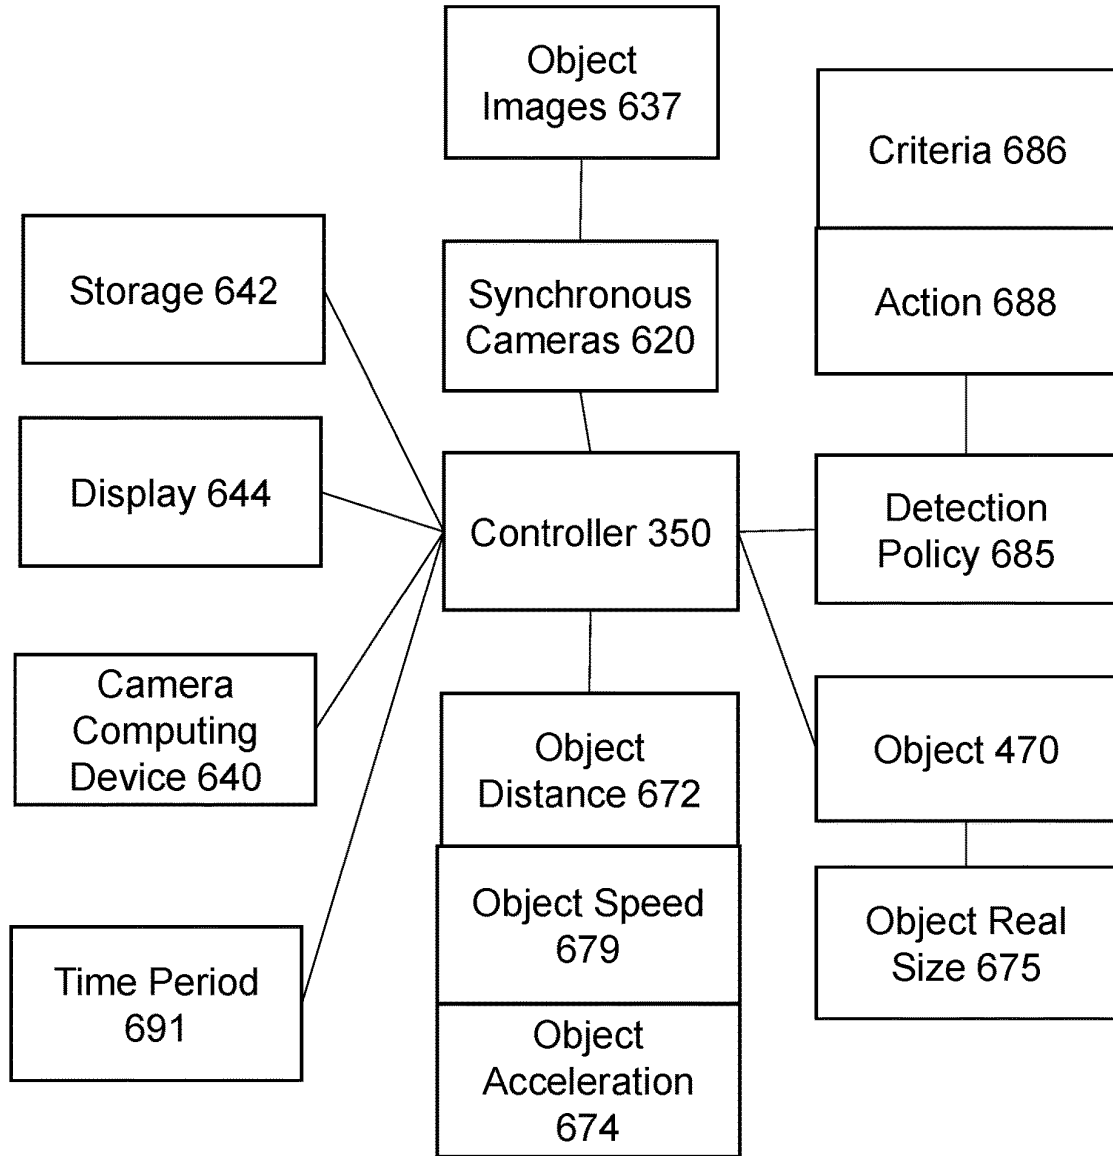 Object
Images 637
Criteria 686
Storage 642
Synchronous
Cameras 620
Action 688
Display 644
Controller 350
Detection
Policy 685
Camera
Computing
Device 640
Object
Distance 672
Object 470
Object Speed
679
Object Real
Size 675
Time Period
691
Object
Acceleration
674